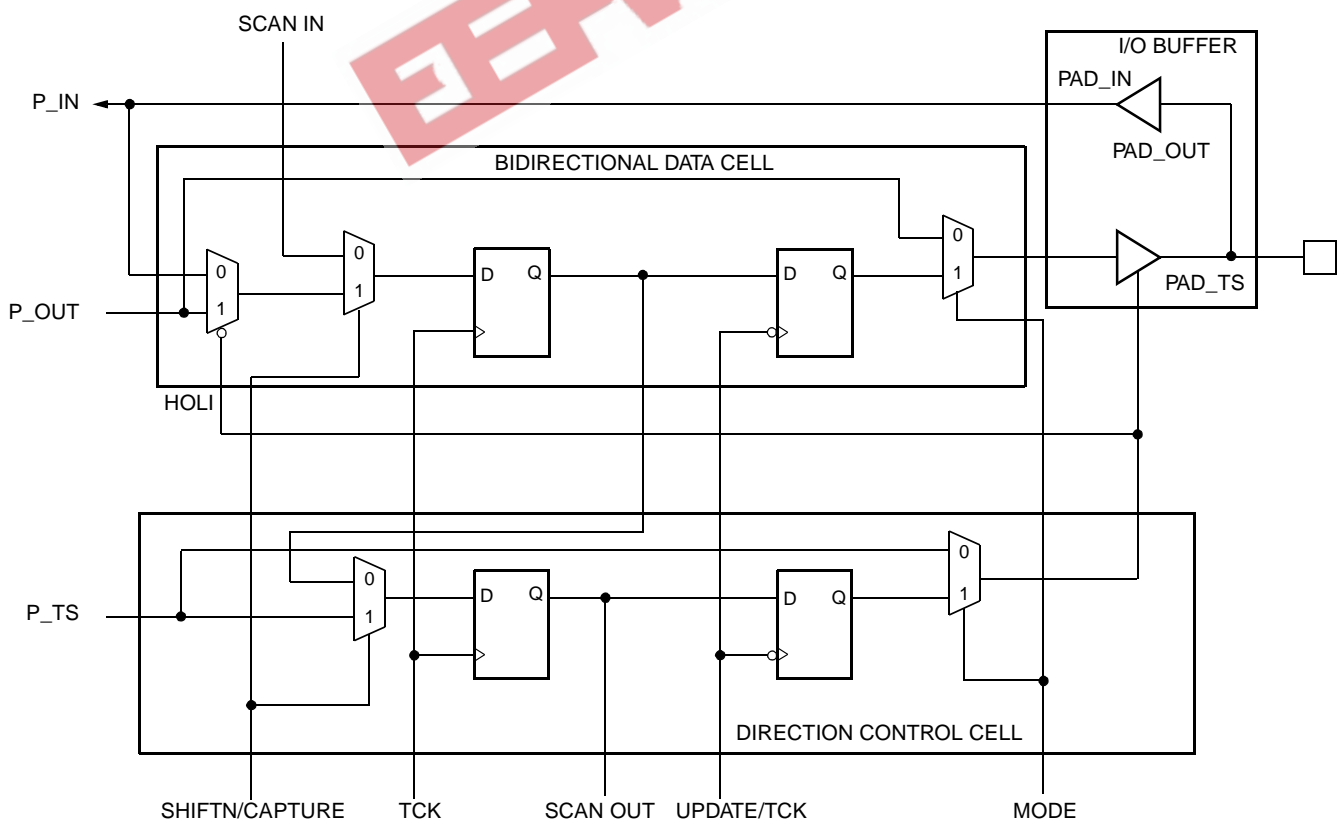 SCAN IN
I/O BUFFER
P_IN
PAD_IN
PAD_OUT
BIDIRECTIONAL DATA CELL
0
1
0
1
D Q
D Q
0
1
P_OUT
PAD_TS
HOLI
P_TS
0
1
D Q
D Q
0
1
DIRECTION CONTROL CELL
SHIFTN/CAPTURE
TCK
SCAN OUT
UPDATE/TCK
MODE